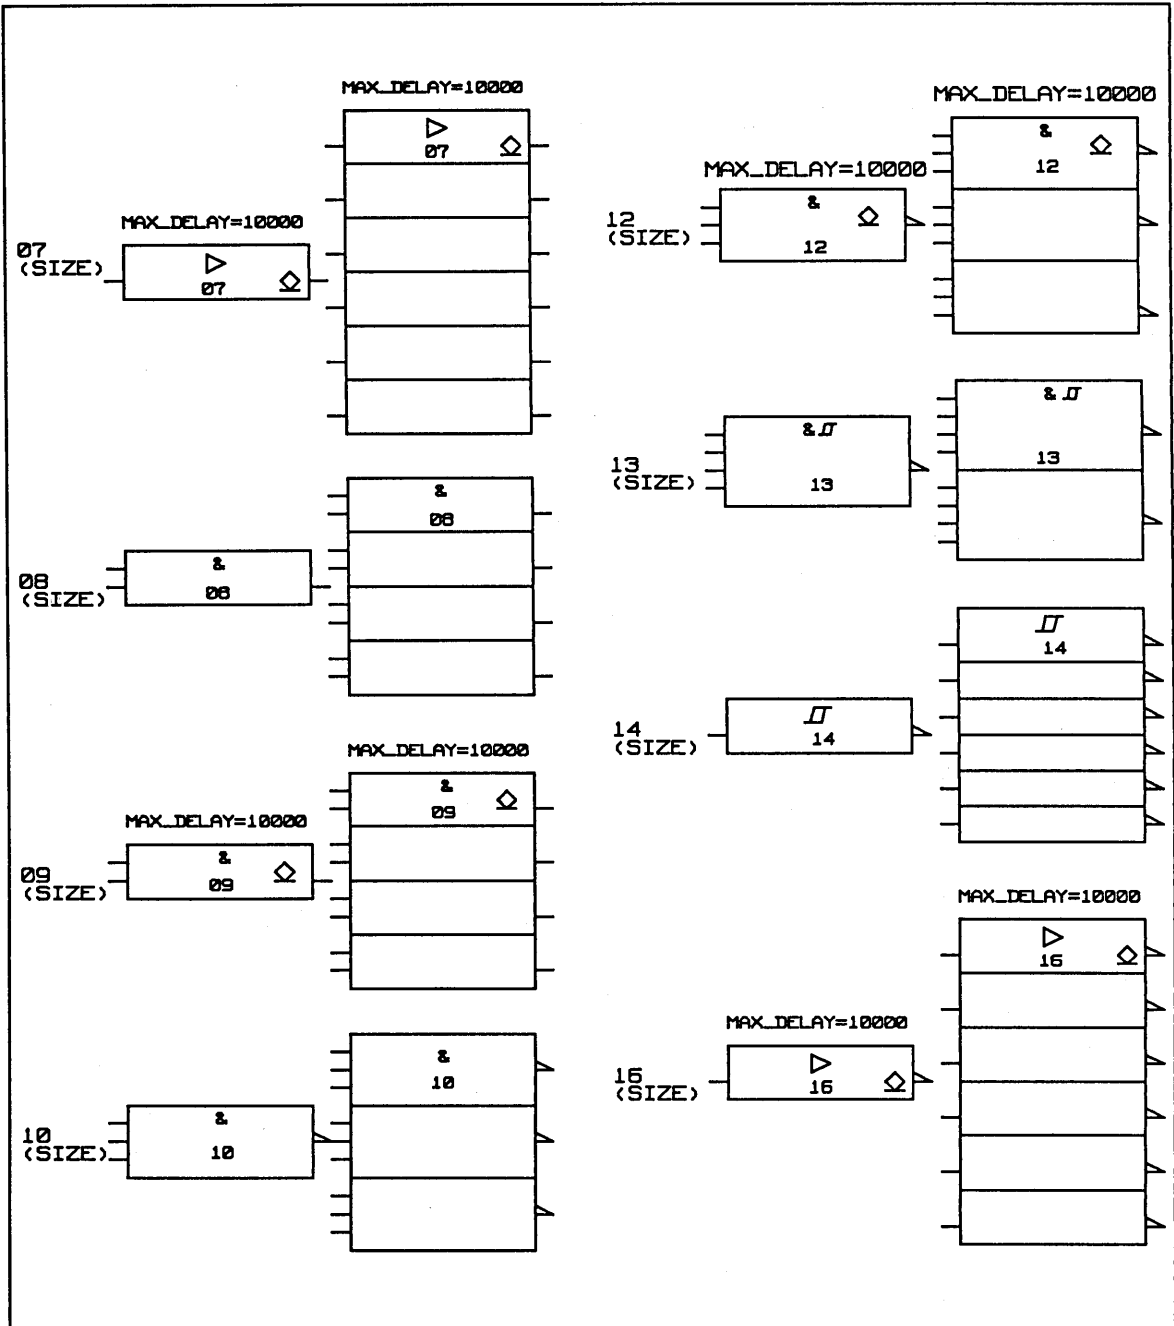 MAX_DELAY=10000
07
MAX_DELAY=10000
07
(SIZE)
07
&
08
08
(SIZE)
&
08
MAX_DELAY=10000
&
09
MAX_DELAY=10000
09
(SIZE)
&
09
&
10
10
(SIZE)
&
10
MAX_DELAY=10000
&
12
MAX_DELAY=10000
12
(SIZE)
&
12
&
13
13
(SIZE)
&
13
14
14
(SIZE)
14
MAX_DELAY=10000
16
MAX_DELAY=10000
16
(SIZE)
16